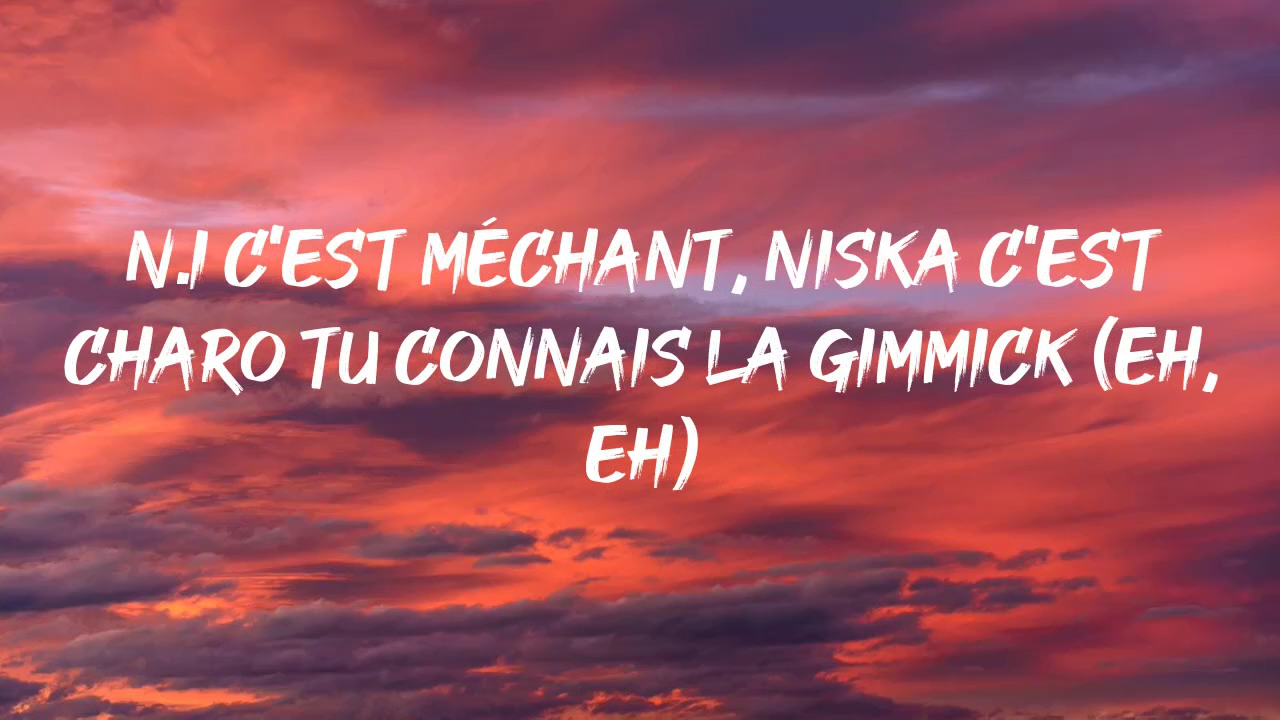 N.I C'EST MÉCHANT, NISKA C'EST
CHARO TU CONNAIS LA GIMMICK (EH,
EH)